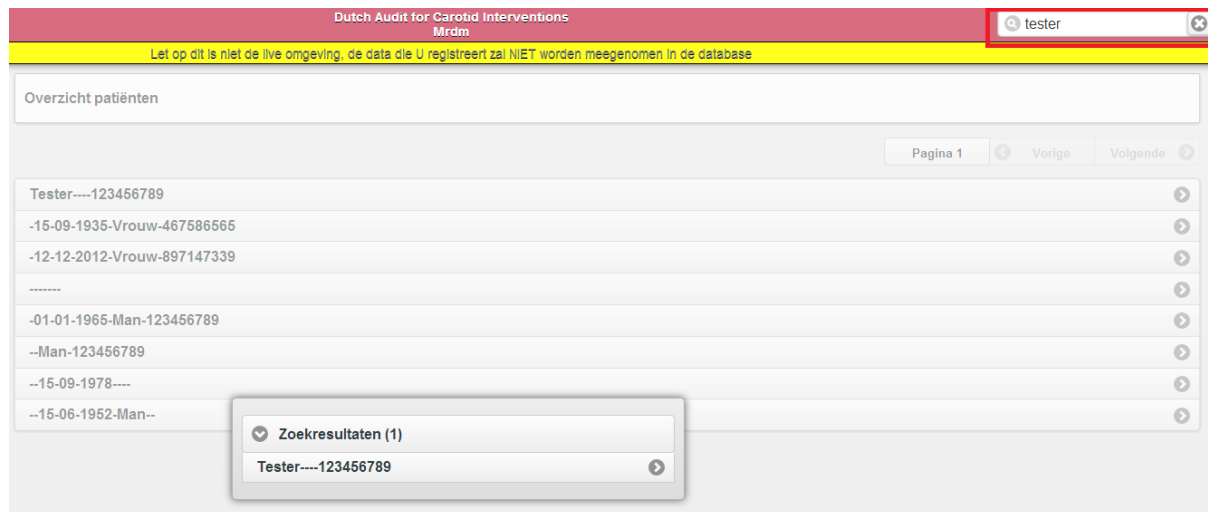 Dutch Audit for Carotid Interventions
Mrdm
tester
Let op dit is niet de live omgeving, de data die U registreert zal NIET worden meegenomen in de database
Overzicht patiënten
Pagina 1 Vorige Volgende
Tester----123456789
-15-09-1935-Vrouw-467586565
-12-12-2012-Vrouw-897147339
-------
-01-01-1965-Man-123456789
--Man-123456789
--15-09-1978----
--15-06-1952-Man--
Zoekresultaten (1)
Tester----123456789